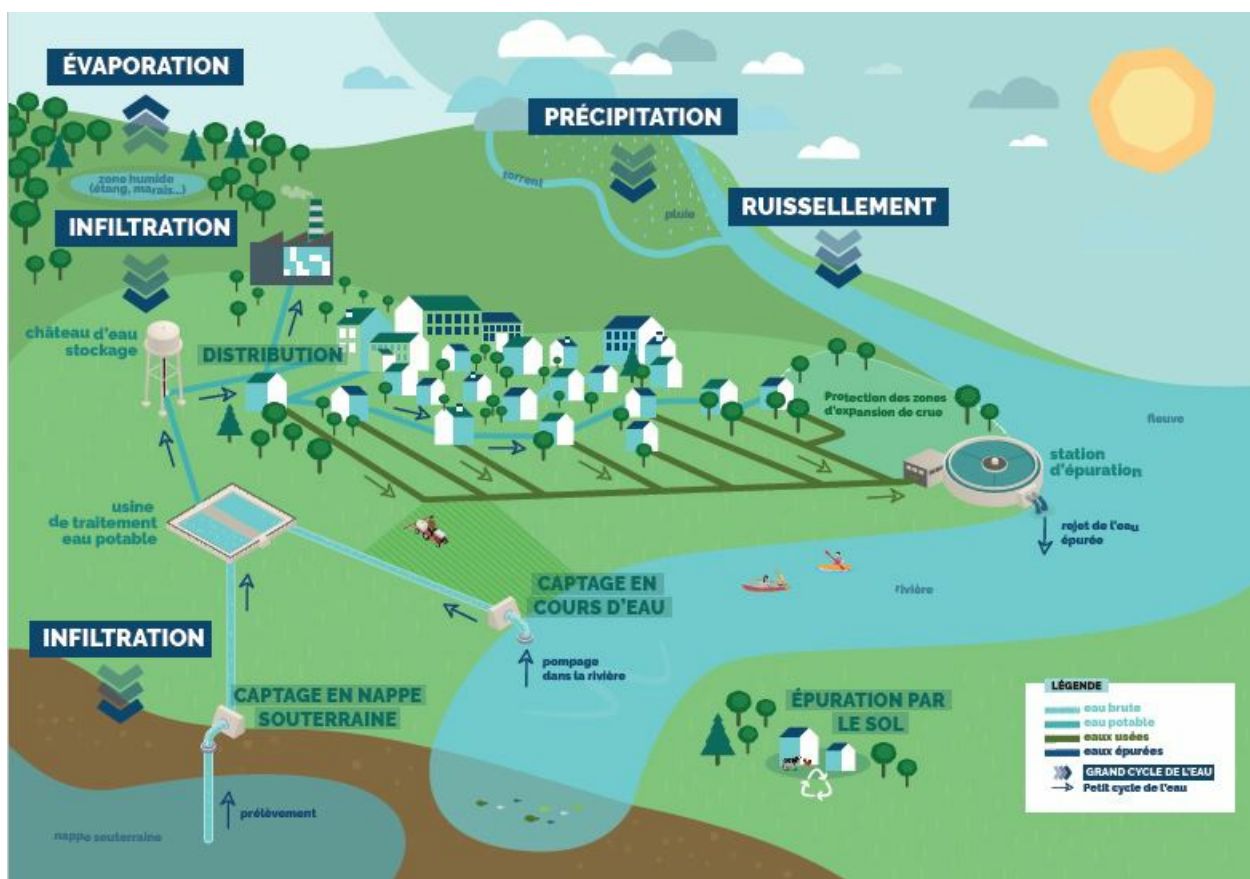 ÉVAPORATION
zone humide
(étang, marais...)
INFILTRATION
PRÉCIPITATION
torrent
pluie
RUISSELLEMENT
château d'eau
stockage
DISTRIBUTION
Protection des zones
d'expansion de crue
fleuve
station
d'épuration
usine
de traitement
eau potable
rejet de l'eau
épurée
CAPTAGE EN
COURS D'EAU
rivière
INFILTRATION
pompage
dans la rivière
CAPTAGE EN NAPPE
SOUTERRAINE
ÉPURATION PAR
LE SOL
prélèvement
nappe souterraine
LÉGENDE
eau brute
eau potable
eaux usées
eaux épurées
GRAND CYCLE DE L'EAU
Petit cycle de l'eau